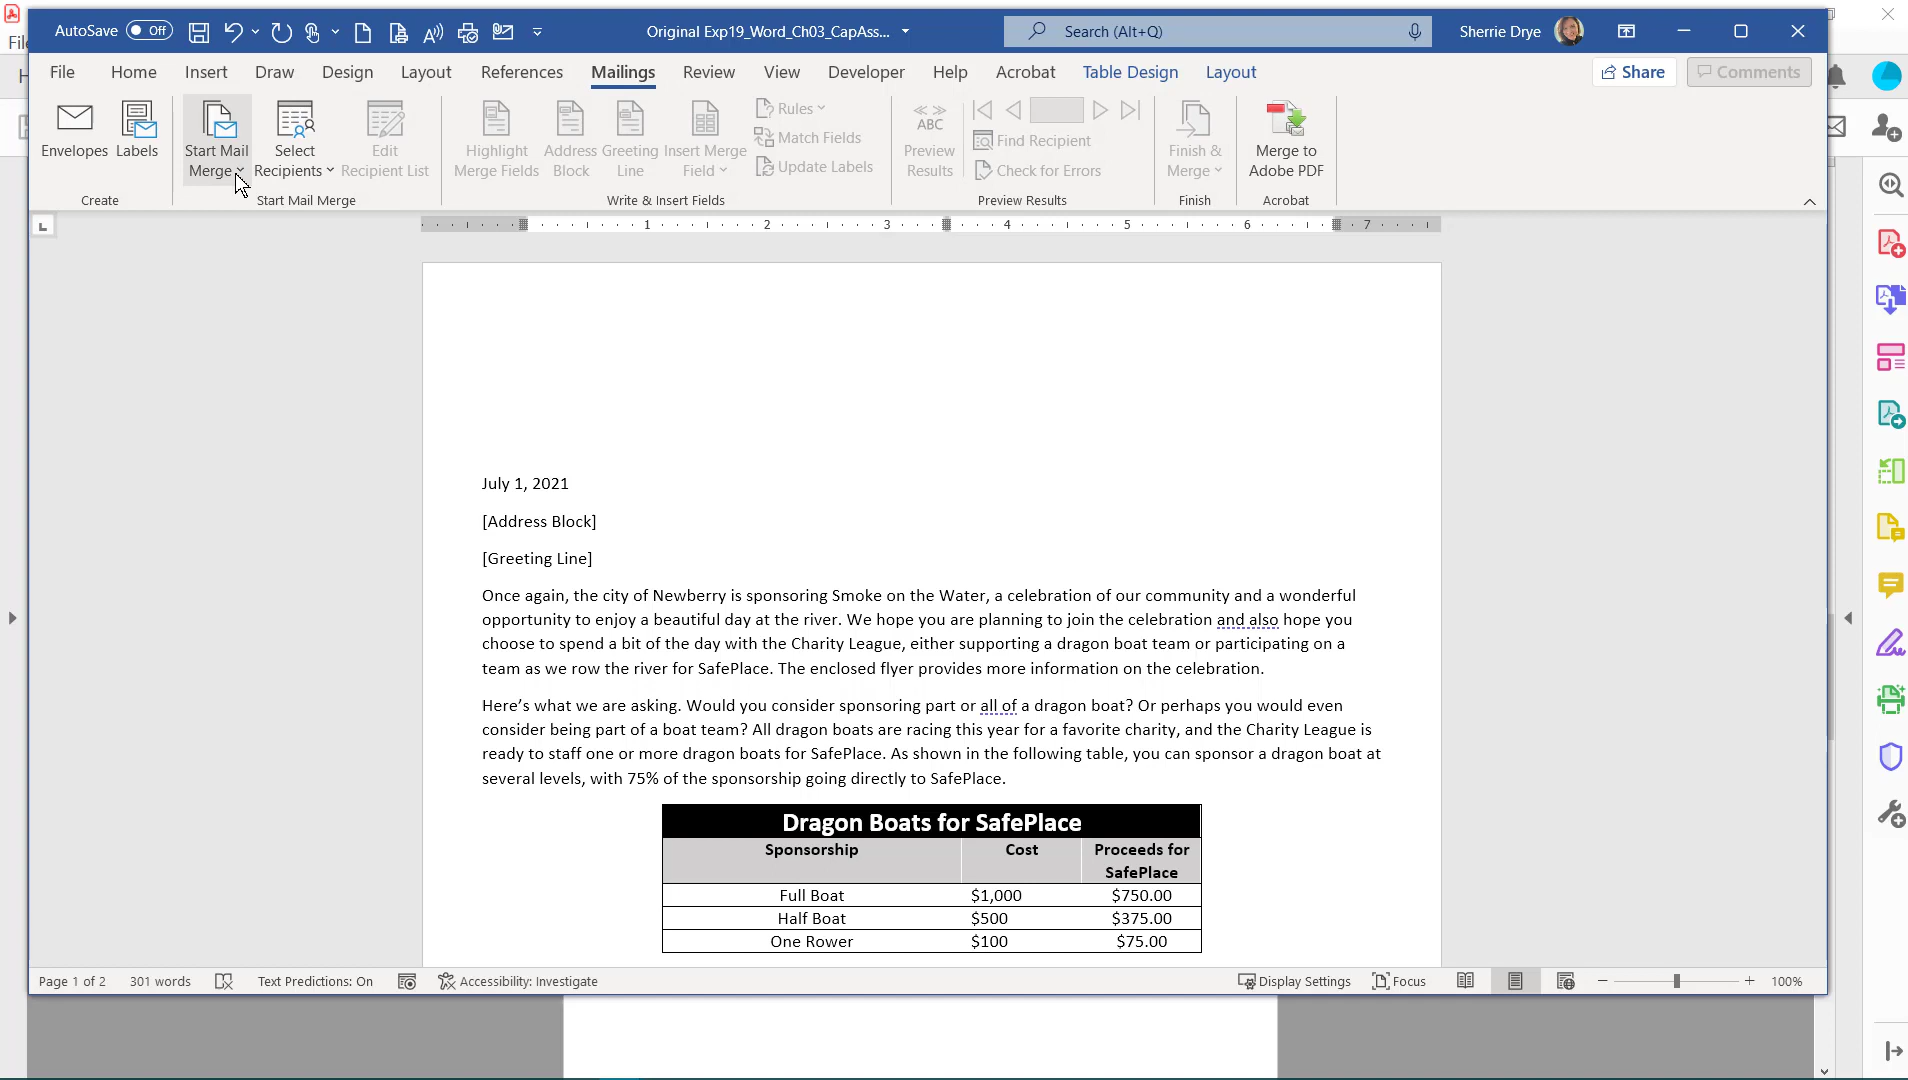 AutoSave Off
Original Exp19_Word_Ch03_CapAss...
Search (Alt+Q)
Sherrie Drye
File Home Insert Draw Design Layout References Mailings Review View Developer Help Acrobat Table Design Layout
Share Comments
Envelopes Labels
Start Mail Merge
Select Recipients
Edit Recipient List
Highlight Merge Fields
Address Block
Greeting Line
Insert Merge Field
Rules
Match Fields
Update Labels
ABC
Preview Results
Find Recipient
Check for Errors
Finish & Merge
Merge to Adobe PDF
Create Start Mail Merge Write & Insert Fields Preview Results Finish Acrobat
1 2 3 4 5 6 7
July 1, 2021
[Address Block]
[Greeting Line]
Once again, the city of Newberry is sponsoring Smoke on the Water, a celebration of our community and a wonderful
opportunity to enjoy a beautiful day at the river. We hope you are planning to join the celebration and also hope you
choose to spend a bit of the day with the Charity League, either supporting a dragon boat team or participating on a
team as we row the river for SafePlace. The enclosed flyer provides more information on the celebration.
Here’s what we are asking. Would you consider sponsoring part or all of a dragon boat? Or perhaps you would even
consider being part of a boat team? All dragon boats are racing this year for a favorite charity, and the Charity League is
ready to staff one or more dragon boats for SafePlace. As shown in the following table, you can sponsor a dragon boat at
several levels, with 75% of the sponsorship going directly to SafePlace.
Dragon Boats for SafePlace
Sponsorship Cost Proceeds for
SafePlace
Full Boat $1,000 $750.00
Half Boat $500 $375.00
One Rower $100 $75.00
Page 1 of 2 301 words Text Predictions: On Accessibility: Investigate Display Settings Focus 100%